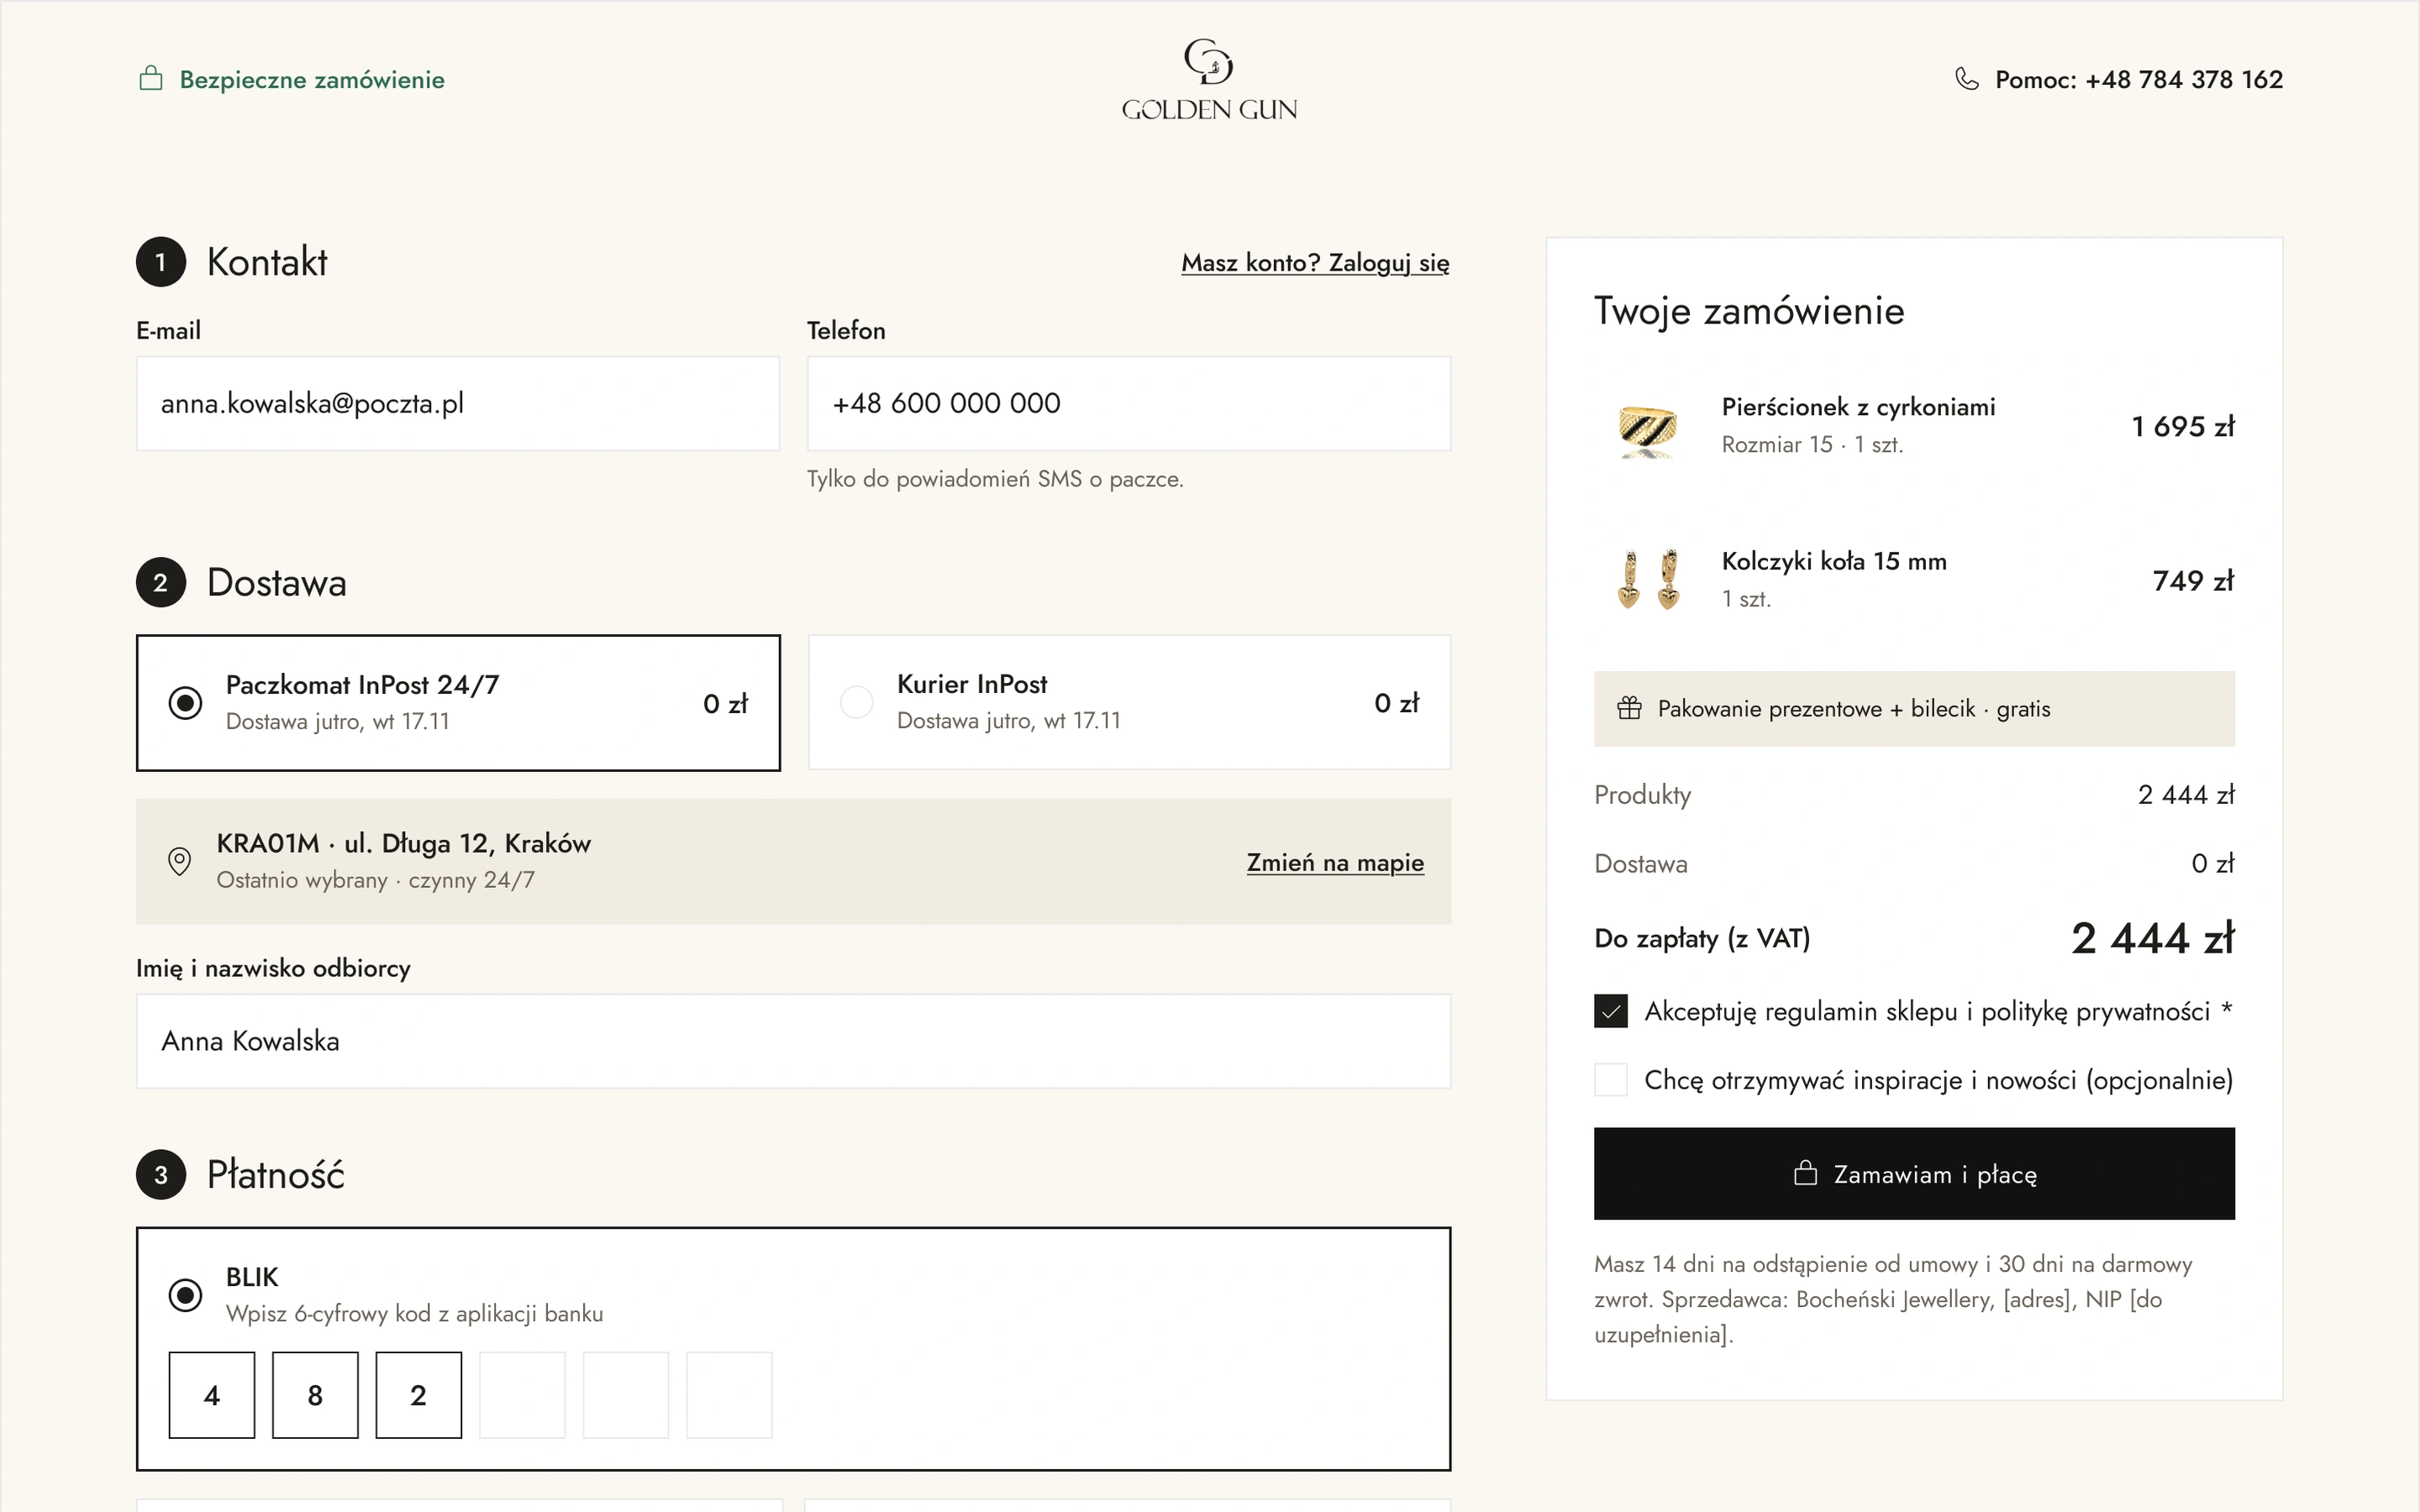 Bezpieczne zamówienie
GOLDEN GUN
Pomoc: +48 784 378 162
1 Kontakt
Masz konto? Zaloguj się
E-mail
anna.kowalska@poczta.pl
Telefon
+48 600 000 000
Tylko do powiadomień SMS o paczce.
2 Dostawa
Paczkomat InPost 24/7
Dostawa jutro, wt 17.11
0 zł
Kurier InPost
Dostawa jutro, wt 17.11
0 zł
KRA01M · ul. Długa 12, Kraków
Ostatnio wybrany · czynny 24/7
Zmień na mapie
Imię i nazwisko odbiorcy
Anna Kowalska
3 Płatność
BLIK
Wpisz 6-cyfrowy kod z aplikacji banku
4 8 2
Twoje zamówienie
Pierścionek z cyrkoniami
Rozmiar 15 · 1 szt.
1 695 zł
Kolczyki koła 15 mm
1 szt.
749 zł
Pakowanie prezentowe + bilecik · gratis
Produkty 2 444 zł
Dostawa 0 zł
Do zapłaty (z VAT) 2 444 zł
Akceptuję regulamin sklepu i politykę prywatności *
Chcę otrzymywać inspiracje i nowości (opcjonalnie)
Zamawiam i płacę
Masz 14 dni na odstąpienie od umowy i 30 dni na darmowy
zwrot. Sprzedawca: Bocheński Jewellery, [adres], NIP [do
uzupełnienia].